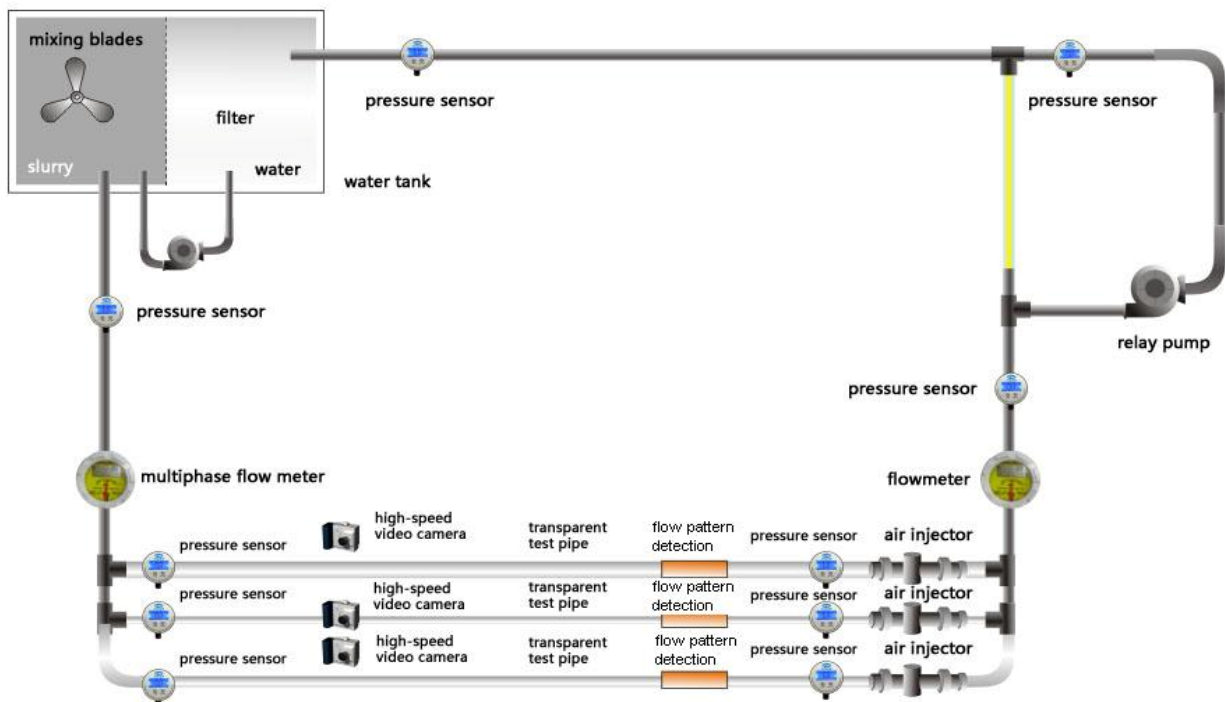 mixing blades
pressure sensor
pressure sensor
filter
slurry
water
water tank
pressure sensor
relay pump
pressure sensor
multiphase flow meter
flowmeter
high-speed
video camera
transparent
test pipe
flow pattern
detection
pressure sensor
pressure sensor
air injector
pressure sensor
high-speed
video camera
transparent
test pipe
flow pattern
detection
pressure sensor
air injector
pressure sensor
high-speed
video camera
transparent
test pipe
flow pattern
detection
pressure sensor
air injector